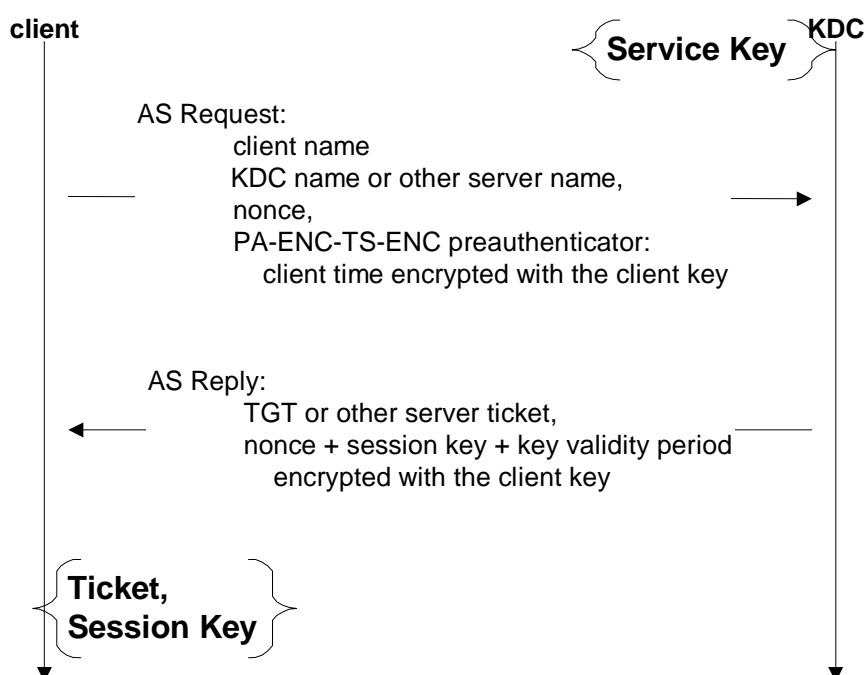 client
KDC
Service Key
AS Request:
client name
KDC name or other server name,
nonce,
PA-ENC-TS-ENC preauthenticator:
client time encrypted with the client key
AS Reply:
TGT or other server ticket,
nonce + session key + key validity period
encrypted with the client key
Ticket,
Session Key